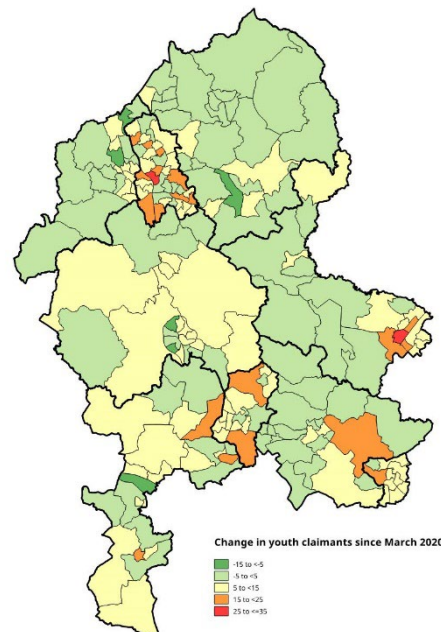 Change in youth claimants since March 2020
-15 to <-5
-5 to <5
5 to <15
15 to <25
25 to <=35